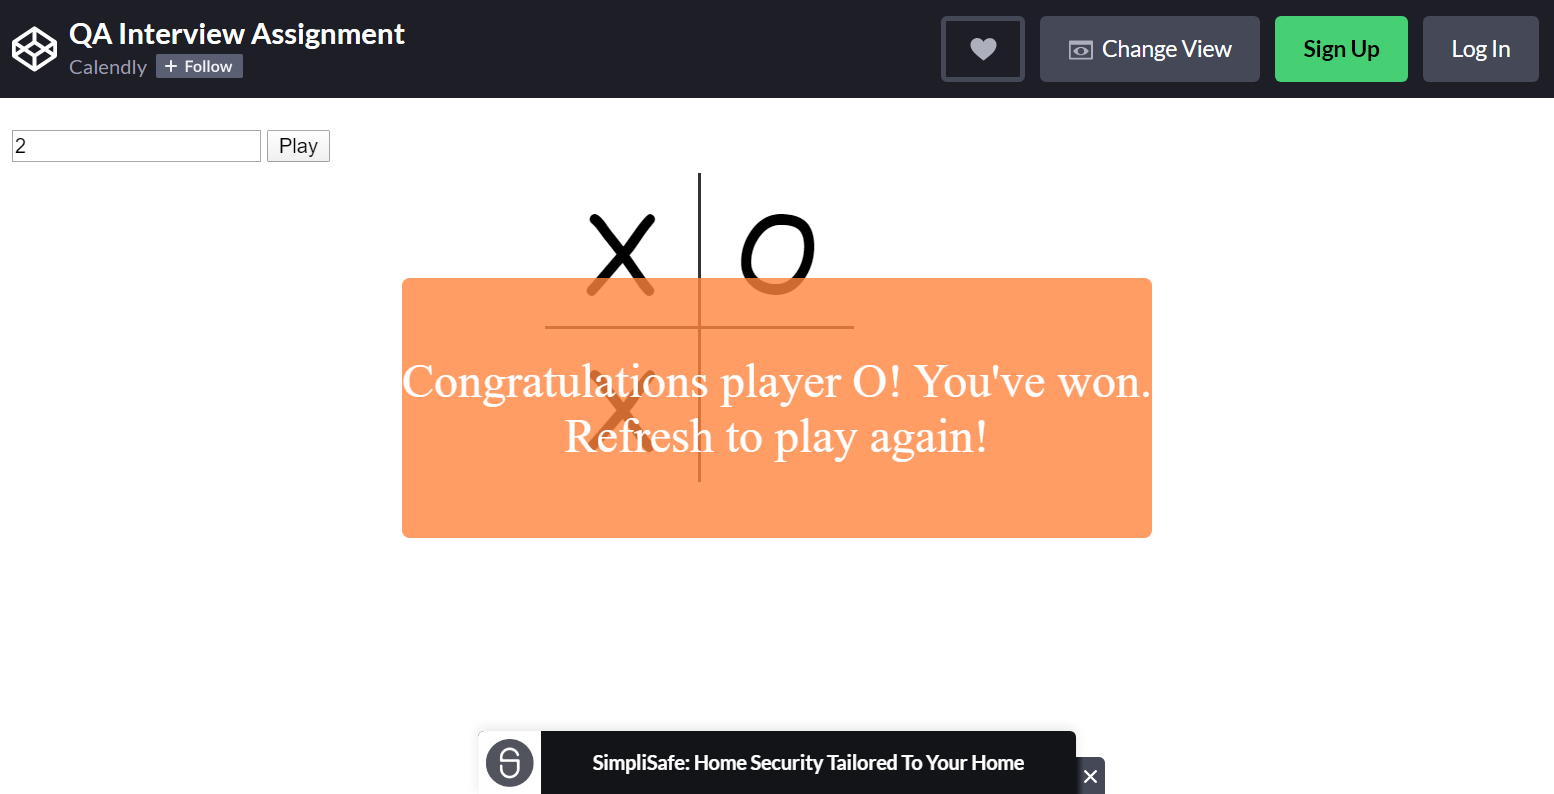 QA Interview Assignment
Calendly + Follow
Change View
Sign Up
Log In
2
Play
X O
X
Congratulations player O! You've won.
Refresh to play again!
SimpliSafe: Home Security Tailored To Your Home